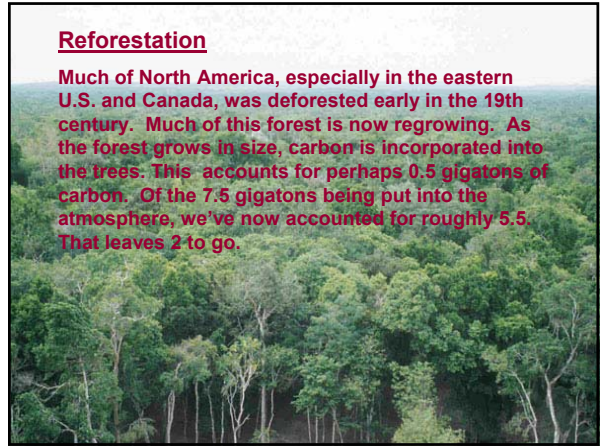 Reforestation
Much of North America, especially in the eastern
U.S. and Canada, was deforested early in the 19th
century.  Much of this forest is now regrowing.  As
the forest grows in size, carbon is incorporated into
the trees. This  accounts for perhaps 0.5 gigatons of
carbon.  Of the 7.5 gigatons being put into the
atmosphere, we’ve now accounted for roughly 5.5.
That leaves 2 to go.